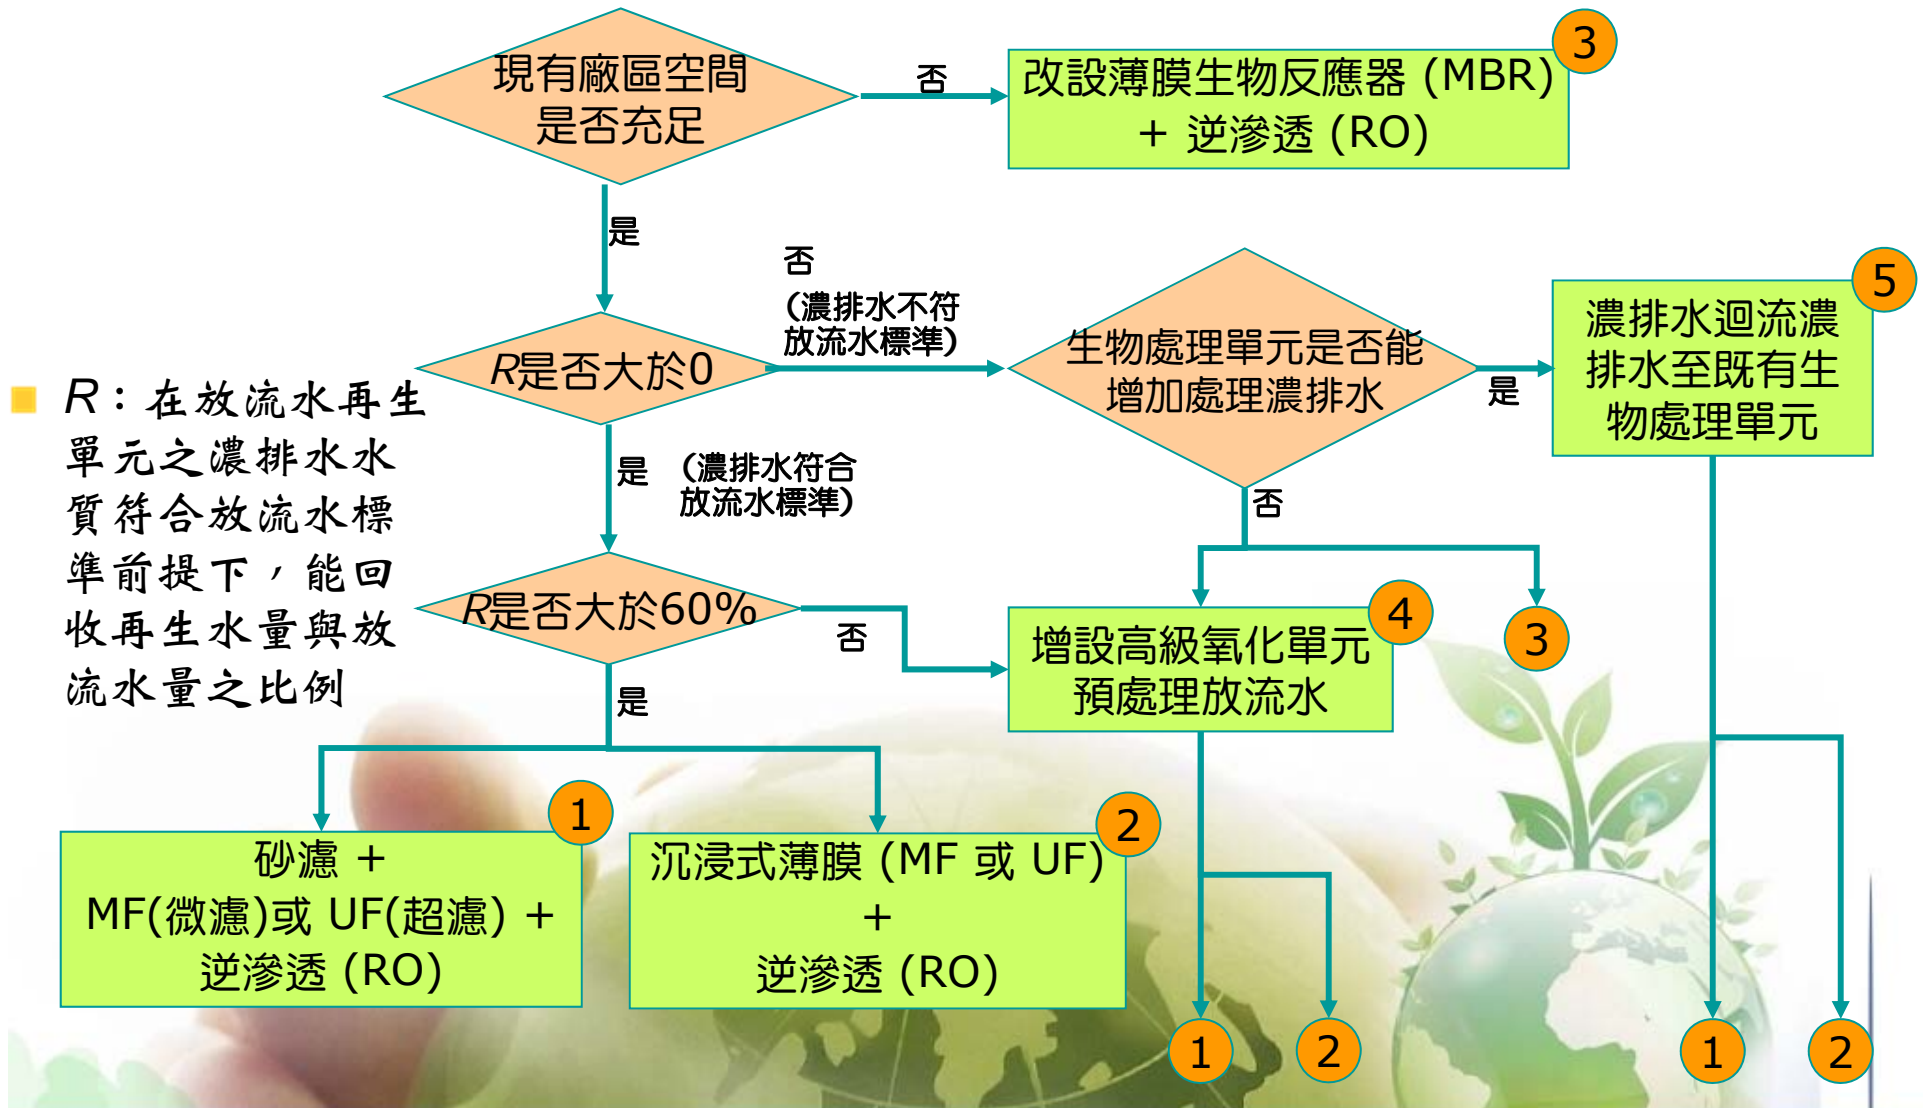 現有廠區空間
是否充足
否
改設薄膜生物反應器 (MBR)
+ 逆滲透 (RO)
3
是
否
(濃排水不符
放流水標準)
R是否大於0
生物處理單元是否能
增加處理濃排水
是
濃排水迴流濃
排水至既有生
物處理單元
5
R：在放流水再生
單元之濃排水水
質符合放流水標
準前提下，能回
收再生水量與放
流水量之比例
是
(濃排水符合
放流水標準)
否
R是否大於60%
否
增設高級氧化單元
預處理放流水
4
3
是
砂濾 +
MF(微濾)或 UF(超濾) +
逆滲透 (RO)
1
沉浸式薄膜 (MF 或 UF)
+
逆滲透 (RO)
2
1
2
1
2